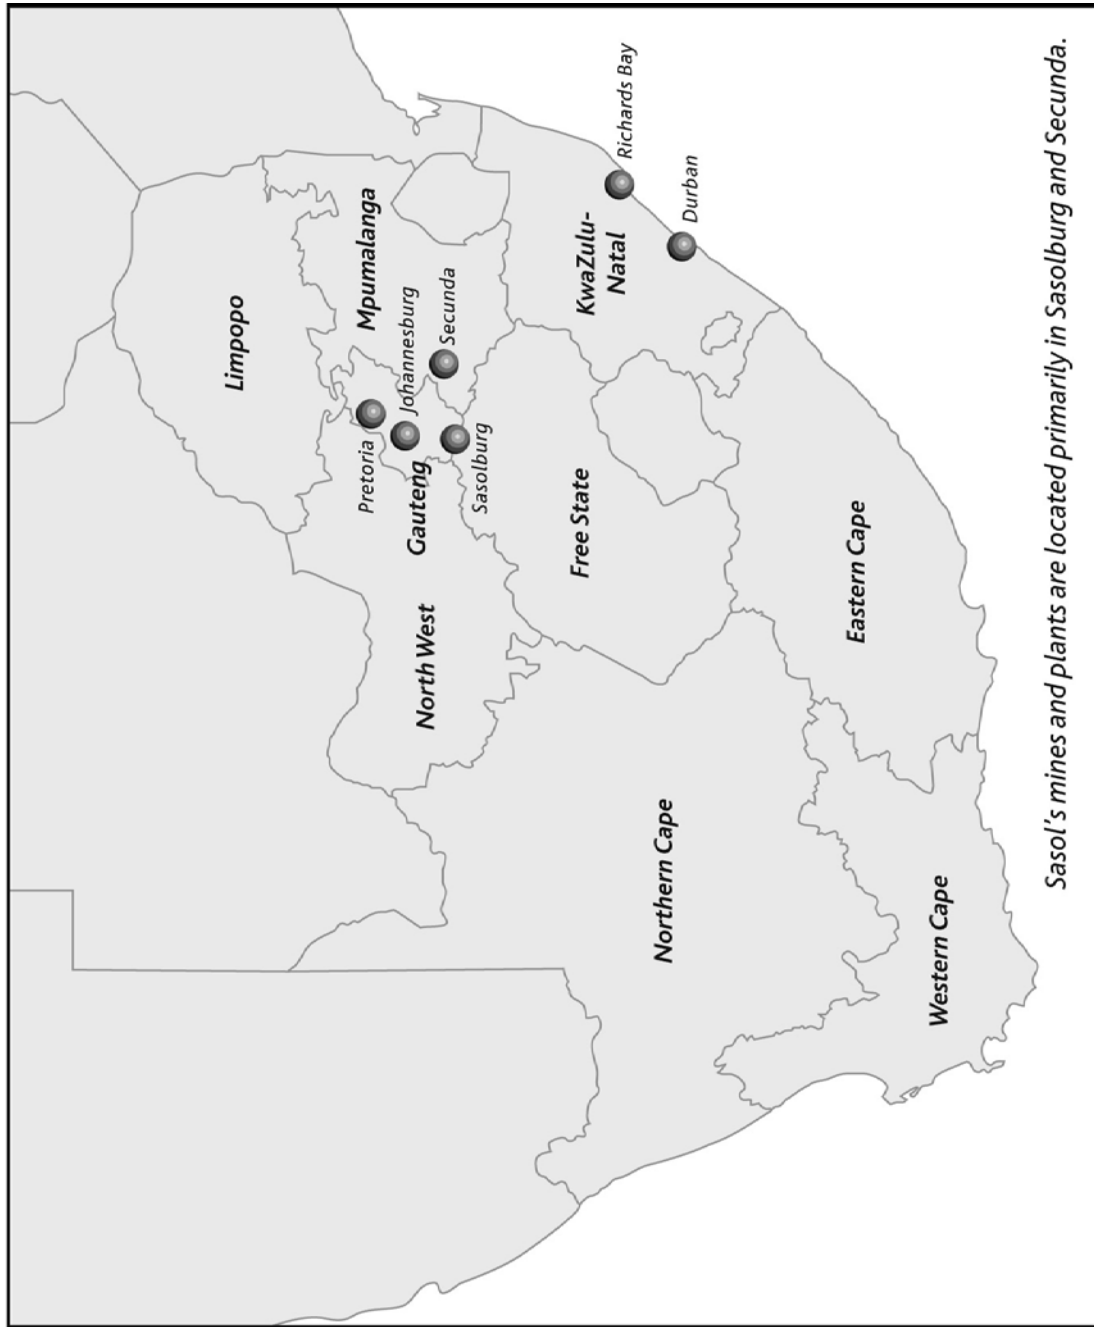 Limpopo
Mpumalanga
Pretoria
Johannesburg
Gauteng
Secunda
Sasolburg
North West
Free State
KwaZulu-
Natal
Richards Bay
Durban
Northern Cape
Eastern Cape
Western Cape
Sasol's mines and plants are located primarily in Sasolburg and Secunda.